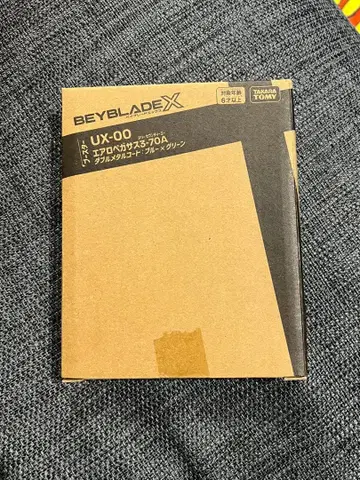 BEYBLADE X
対象年齢
6才以上
TAKARA
TOMY
UX-00
エアロペガサス3-70A
ダブルメタルコート:ブルー×グリーン